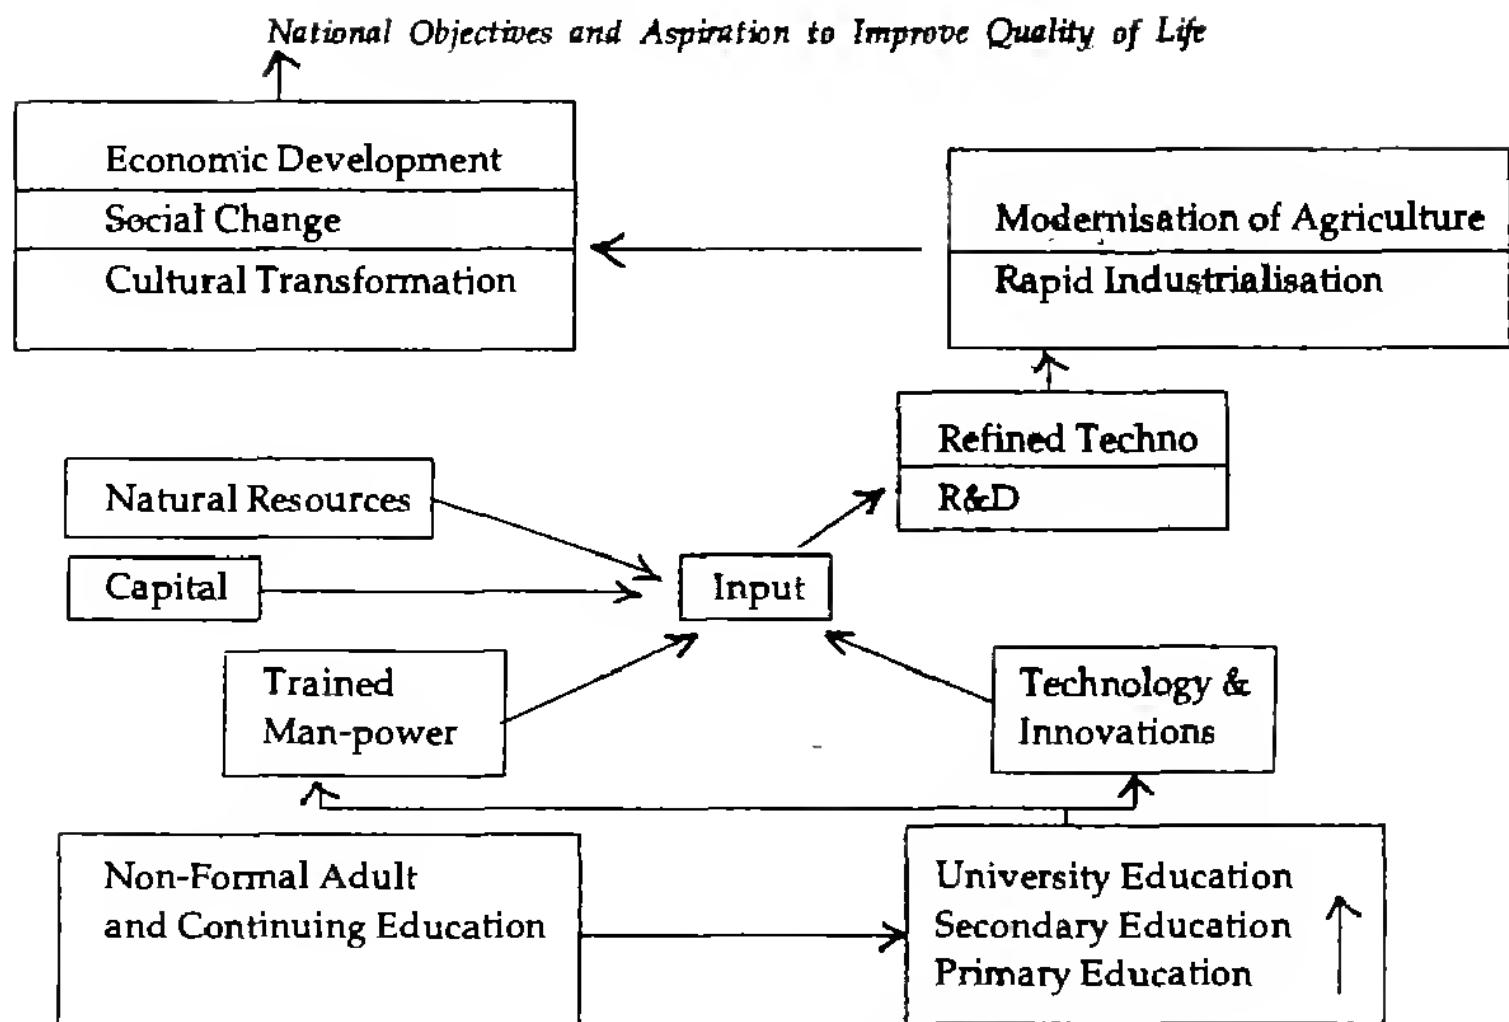 National Objectives and Aspiration to Improve Quality of Life
Economic Development
Social Change
Cultural Transformation
Modernisation of Agriculture
Rapid Industrialisation
Refined Techno
R&D
Natural Resources
Capital
Input
Trained
Man-power
Technology &
Innovations
Non-Formal Adult
and Continuing Education
University Education
Secondary Education
Primary Education